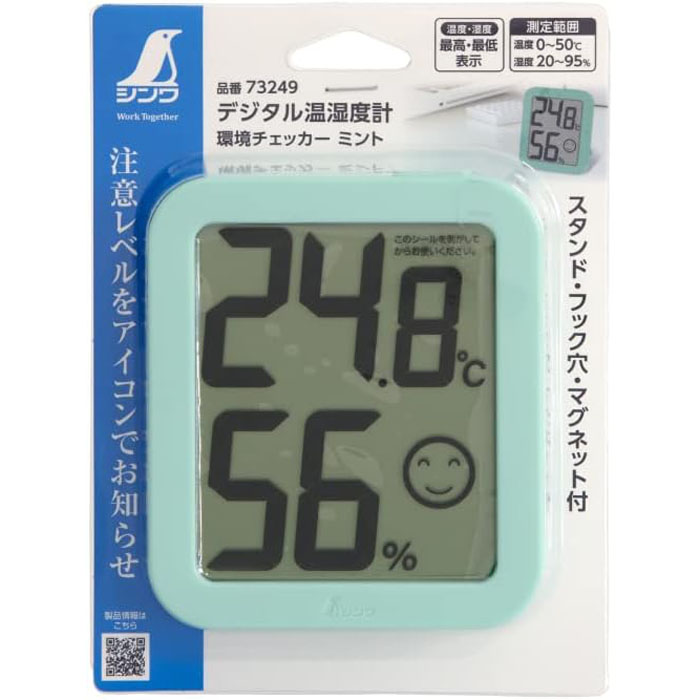 シンワ
Work Together
注意レベルをアイコンでお知らせ
製品情報は
こちら
品番 73249
デジタル温湿度計
環境チェッカー ミント
温度・湿度
最高・最低
表示
測定範囲
温度 0~50℃
湿度 20~95%
24.8
56%
スタンド・フック穴・マグネット付
このシールを剥がして
からお使いください。
24.8℃
56%
シンワ